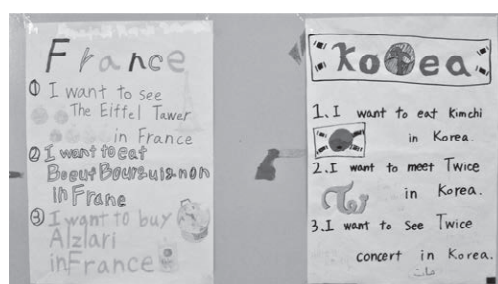 France
① I want to see
The Eiffel Tawer
in France
② I want to eat
Boeuf Bourguignon
in Frane
③ I want to buy
Alzlari
in France
Korea
1. I want to eat Kimchi
in Korea.
2. I want to meet Twice
in Korea.
3. I want to see Twice
concert in Korea.